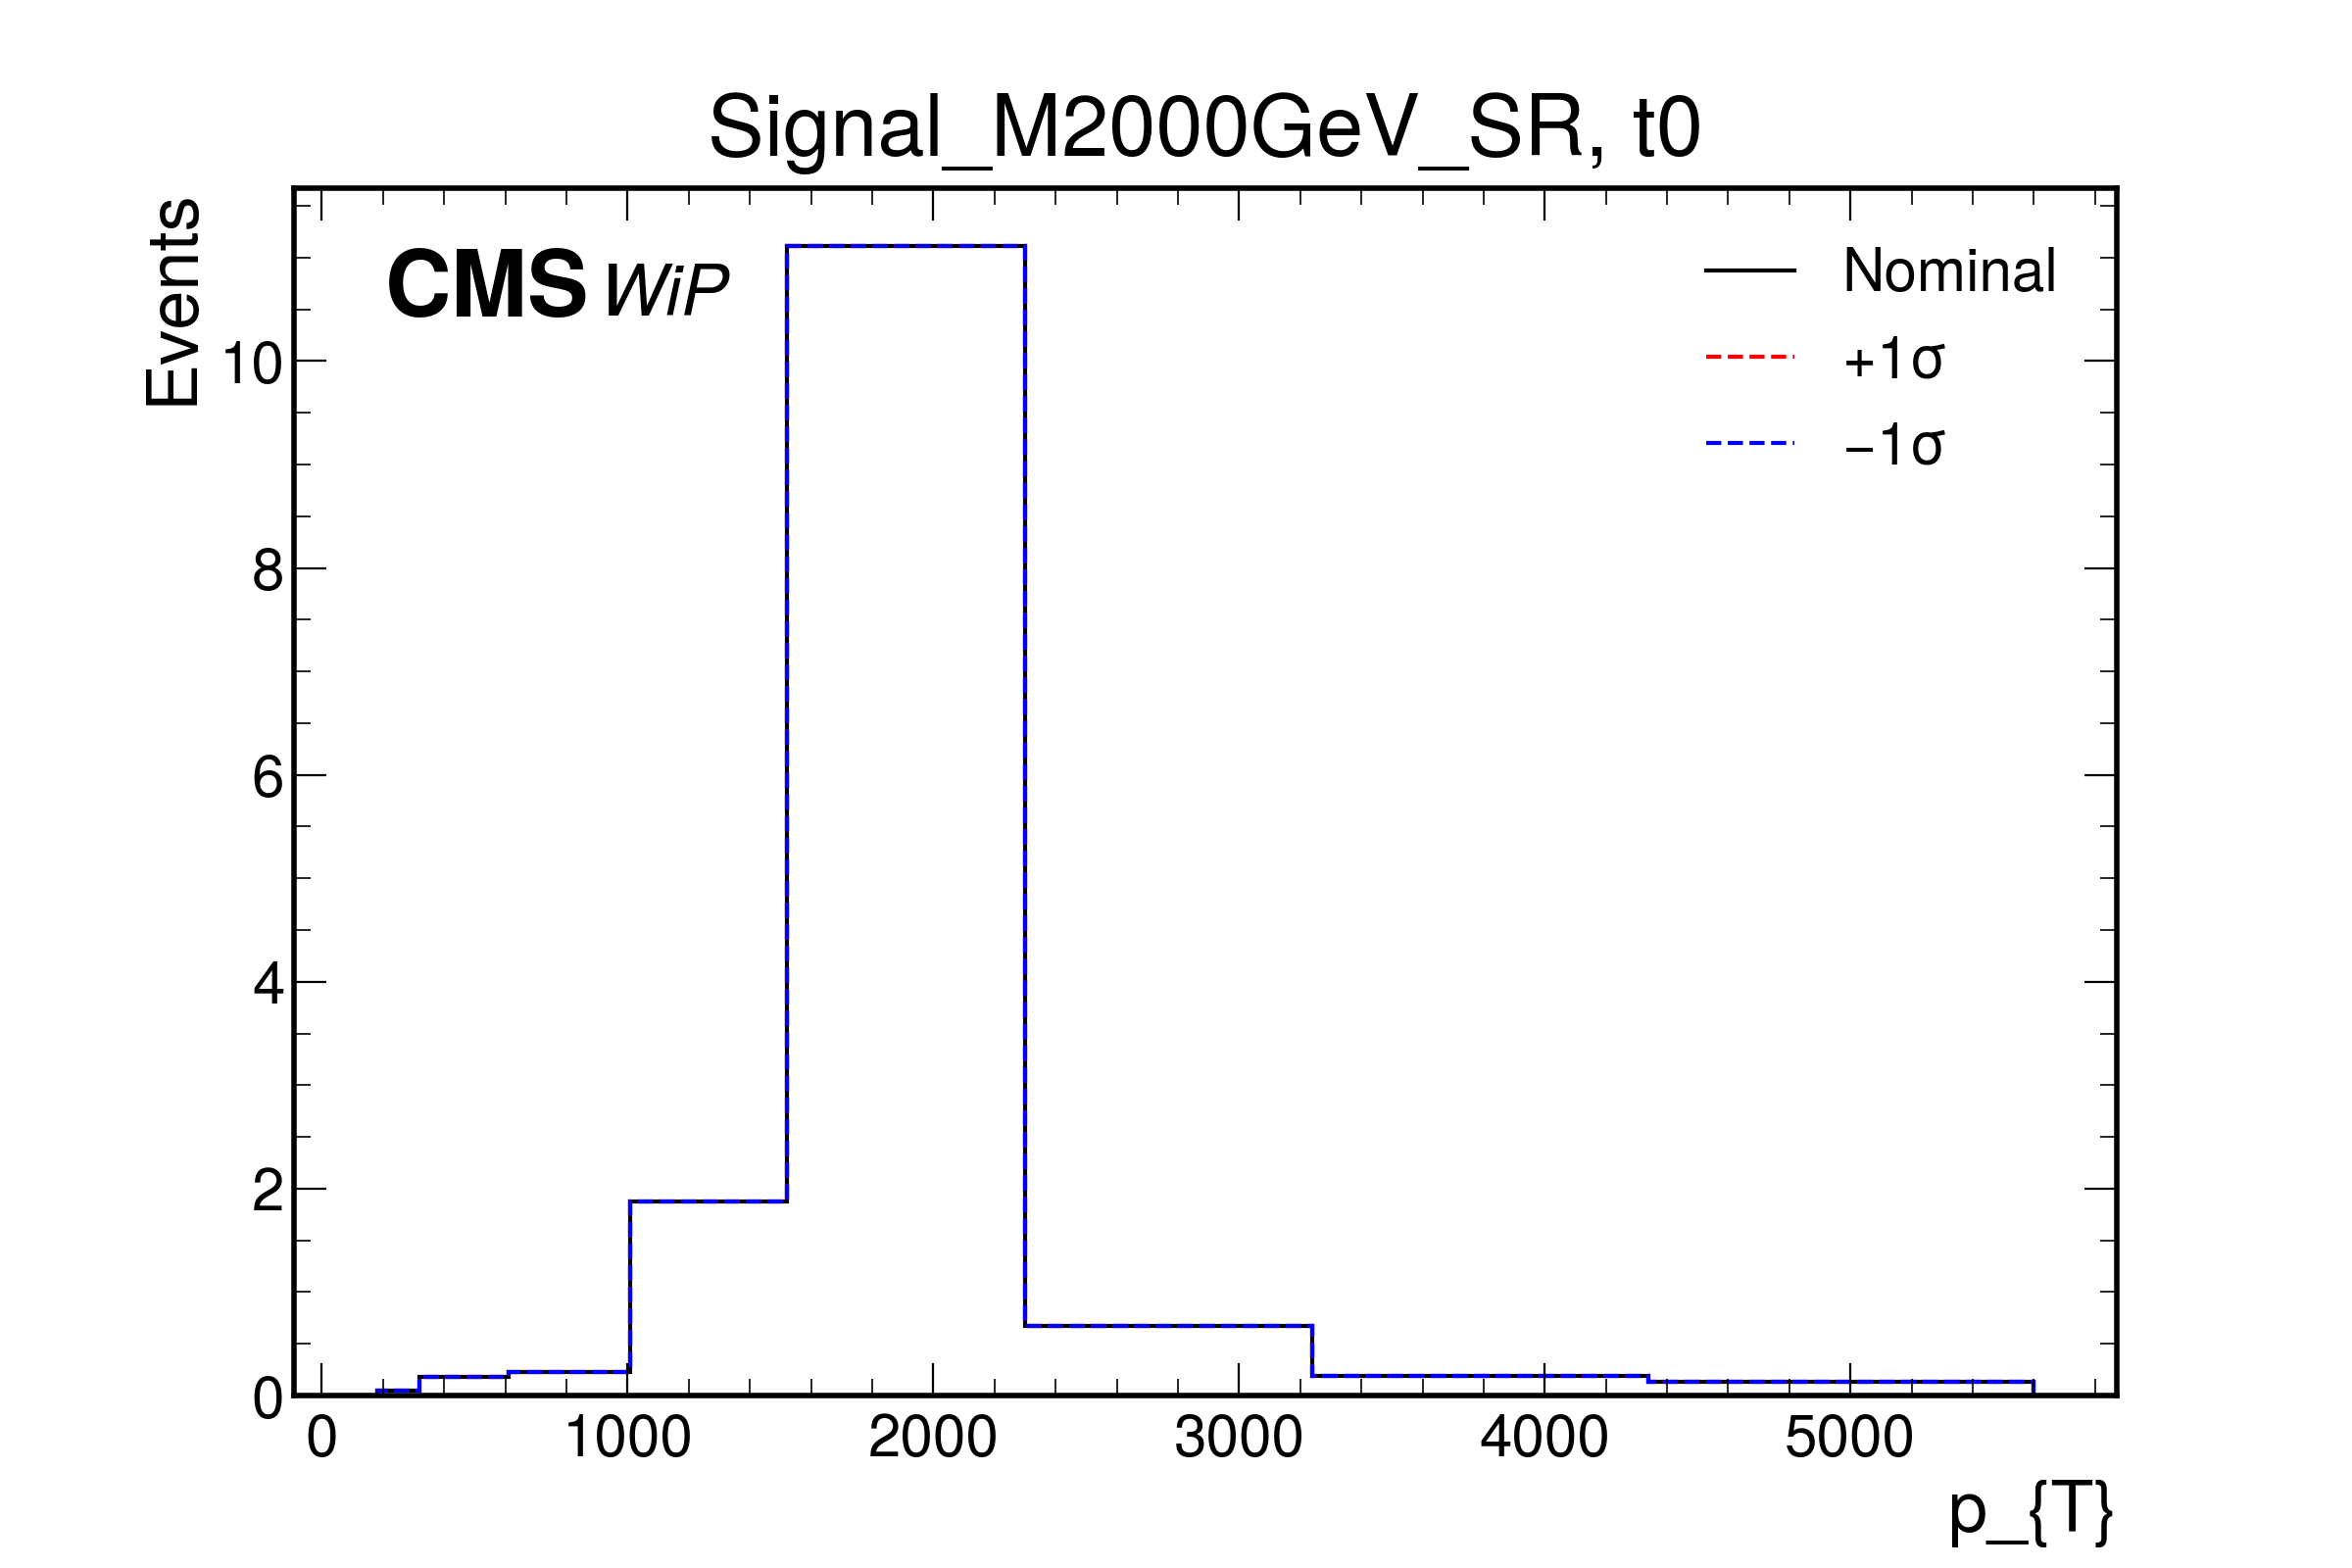 Signal_M2000GeV_SR, t0
Events
CMS WiP
Nominal
+1σ
−1σ
10
8
6
4
2
0
0 1000 2000 3000 4000 5000
p_{T}